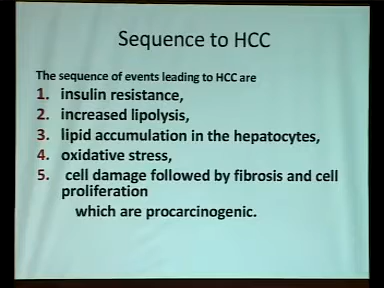 Sequence to HCC
The sequence of events leading to HCC are
1. insulin resistance,
2. increased lipolysis,
3. lipid accumulation in the hepatocytes,
4. oxidative stress,
5. cell damage followed by fibrosis and cell
proliferation
which are procarcinogenic.